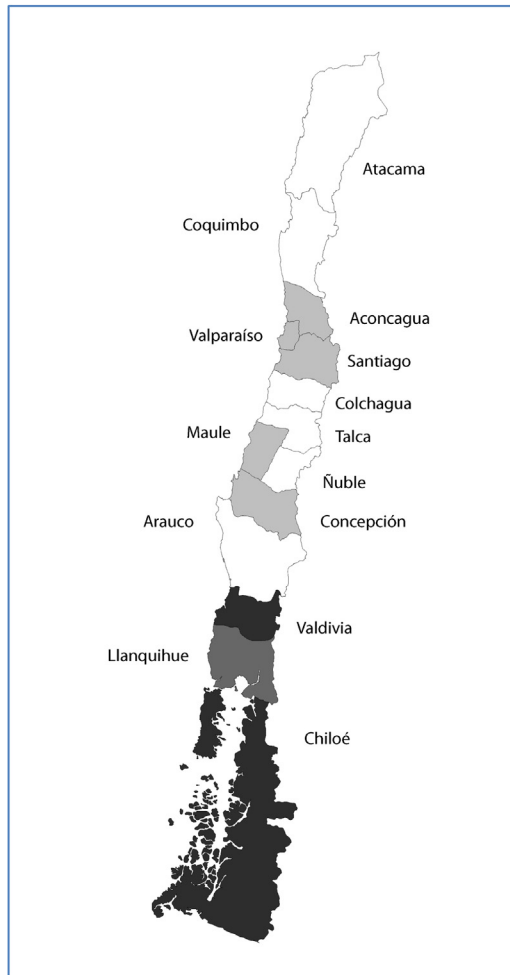 Atacama
Coquimbo
Aconcagua
Valparaíso
Santiago
Colchagua
Maule
Talca
Ñuble
Arauco
Concepción
Valdivia
Llanquihue
Chiloé